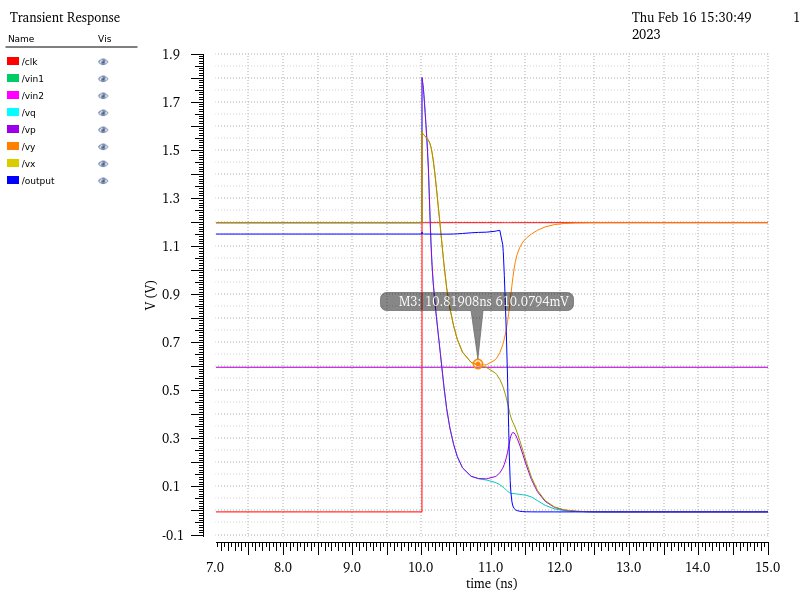 Transient Response
Thu Feb 16 15:30:49 1
2023
Name Vis
/clk
/vin1
/vin2
/vq
/vp
/vy
/vx
/output
1.9
1.7
1.5
1.3
1.1
0.9
0.7
0.5
0.3
0.1
-0.1
V (V)
M3: 10.81908ns 610.0794mV
7.0 8.0 9.0 10.0 11.0 12.0 13.0 14.0 15.0
time (ns)